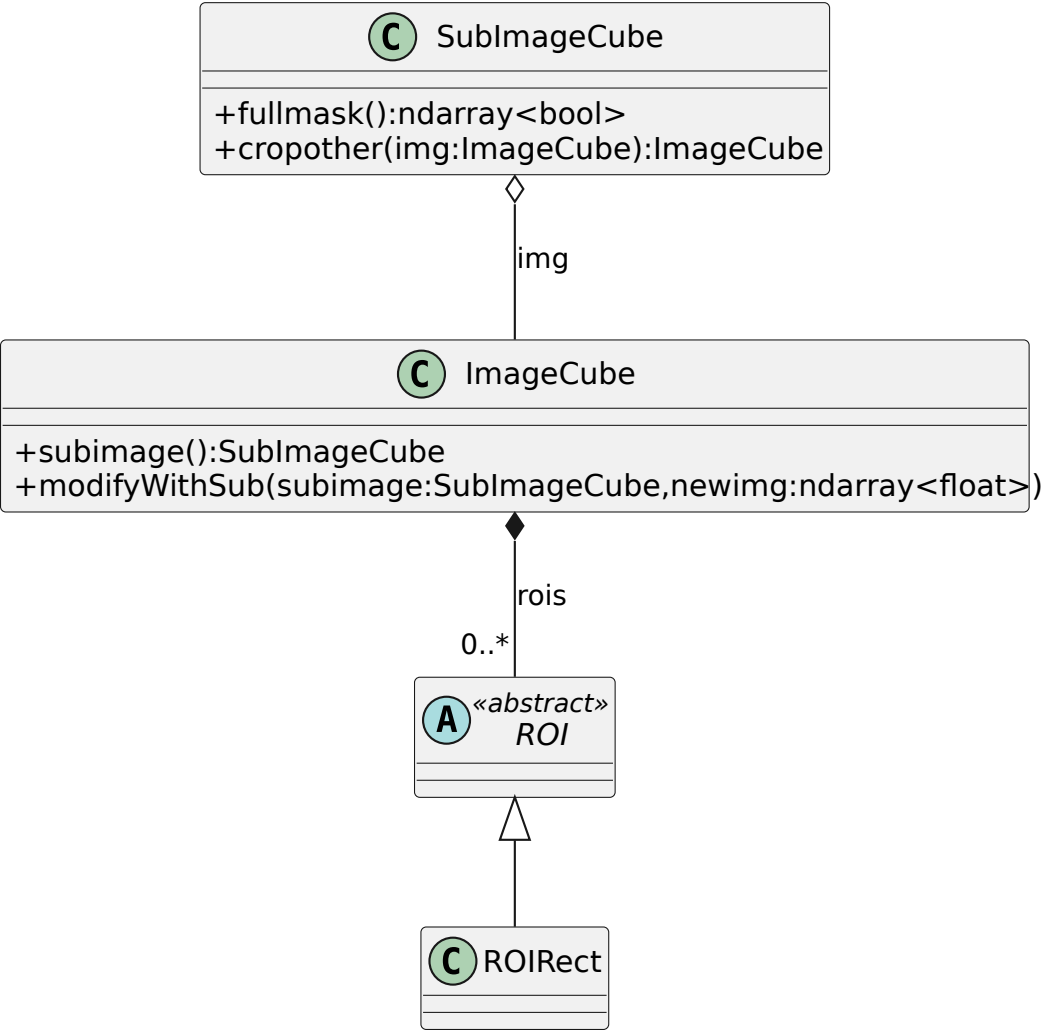 C SubImageCube
+fullmask():ndarray<bool>
+cropother(img:ImageCube):ImageCube
img
C ImageCube
+subimage():SubImageCube
+modifyWithSub(subimage:SubImageCube,newimg:ndarray<float>)
rois
0..*
«abstract»
A ROI
C ROIRect